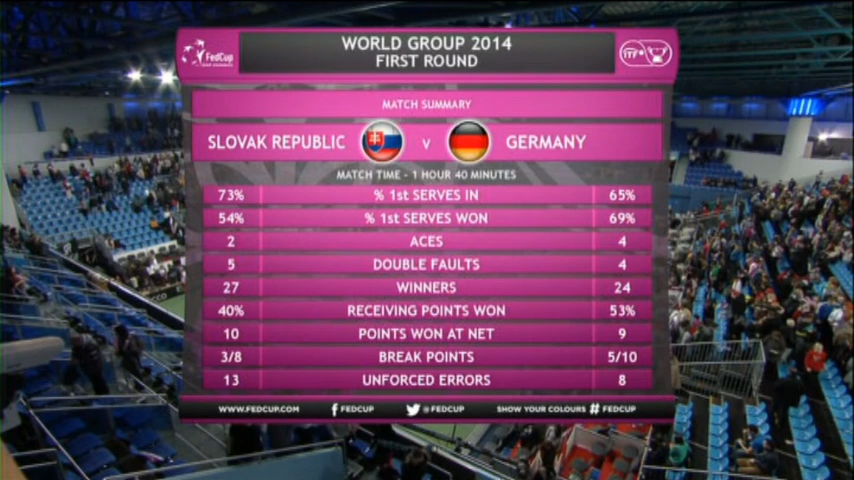 FedCup
WORLD GROUP 2014
FIRST ROUND
ITF
MATCH SUMMARY
SLOVAK REPUBLIC V GERMANY
MATCH TIME - 1 HOUR 40 MINUTES
73% % 1st SERVES IN 65%
54% % 1st SERVES WON 69%
2 ACES 4
5 DOUBLE FAULTS 4
27 WINNERS 24
40% RECEIVING POINTS WON 53%
10 POINTS WON AT NET 9
3/8 BREAK POINTS 5/10
13 UNFORCED ERRORS 8
WWW.FEDCUP.COM f FEDCUP @FEDCUP SHOW YOUR COLOURS # FEDCUP